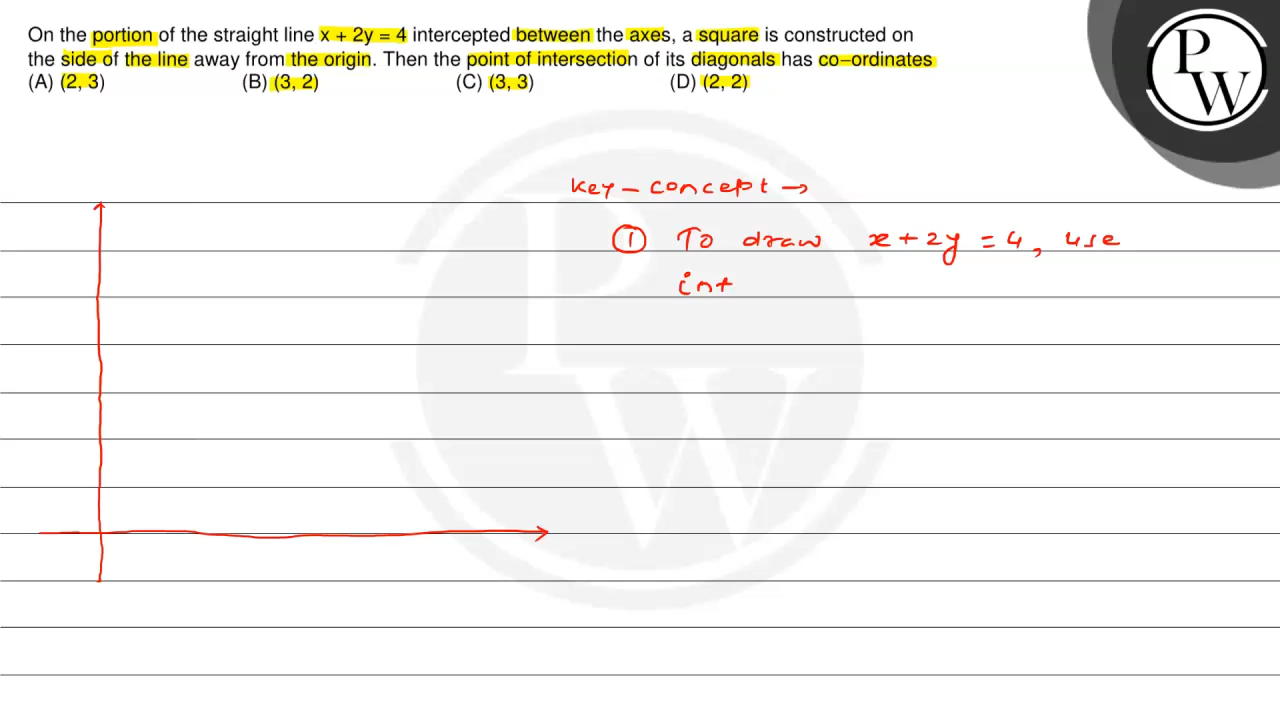 On the portion of the straight line x + 2y = 4 intercepted between the axes, a square is constructed on
the side of the line away from the origin. Then the point of intersection of its diagonals has co–ordinates
(A) (2, 3) (B) (3, 2) (C) (3, 3) (D) (2, 2)
P
W
Key - concept →
① To draw x + 2y = 4, use
int